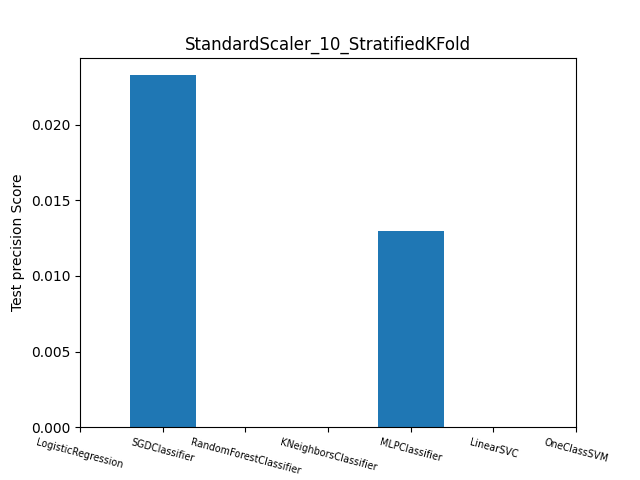 StandardScaler_10_StratifiedKFold
Test precision Score
0.020
0.015
0.010
0.005
0.000
LogisticRegression
SGDClassifier
RandomForestClassifier
KNeighborsClassifier
MLPClassifier
LinearSVC
OneClassSVM